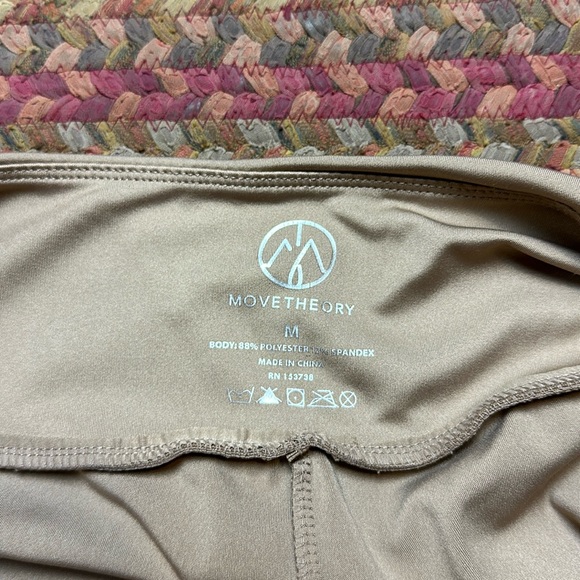 MOVETHEORY
M
BODY: 88% POLYESTER SPANDEX
MADE IN CHINA
RN 153738